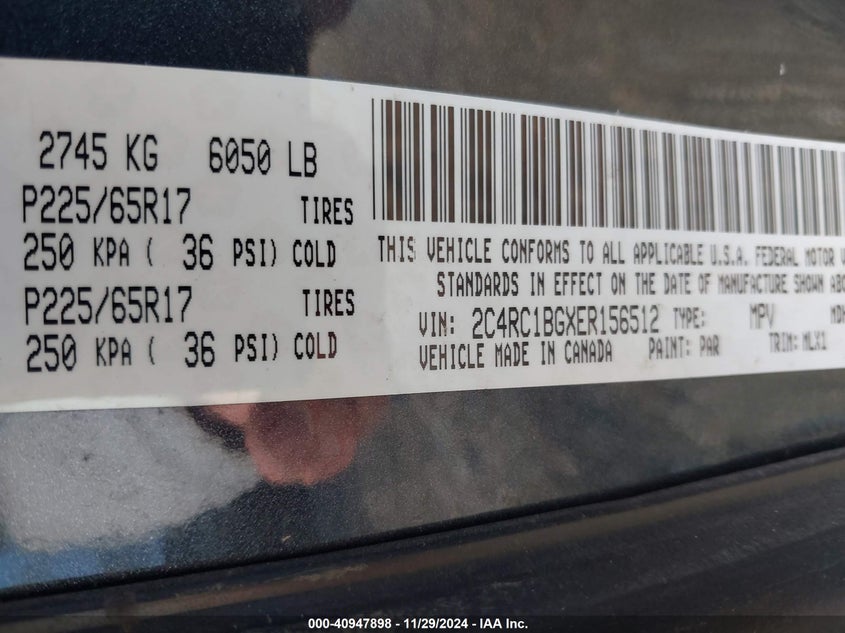 2745 KG 6050 LB
P225/65R17 TIRES
250 KPA ( 36 PSI) COLD
P225/65R17 TIRES
250 KPA ( 36 PSI) COLD
THIS VEHICLE CONFORMS TO ALL APPLICABLE U.S.A. FEDERAL MOTOR V
STANDARDS IN EFFECT ON THE DATE OF MANUFACTURE SHOWN ABO
VIN: 2C4RC1BGXER156512 TYPE: MPV MDH
VEHICLE MADE IN CANADA PAINT: PAR TRIM: MLX1
000-40947898 - 11/29/2024 - IAA Inc.